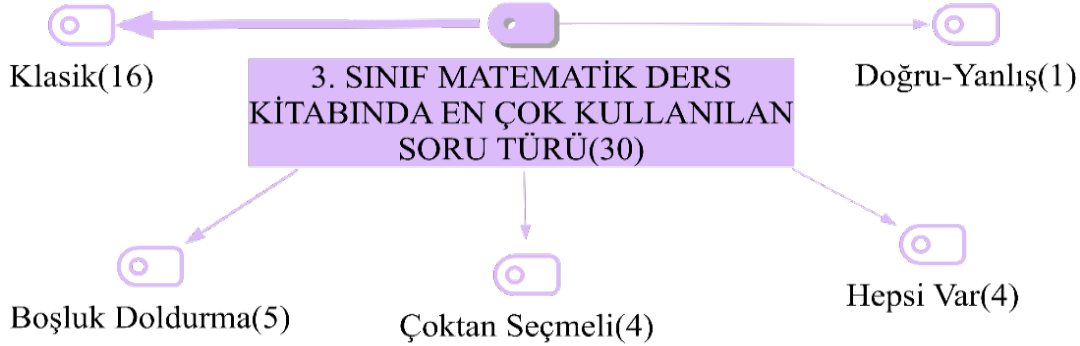 Klasik(16)
Doğru-Yanlış(1)
3. SINIF MATEMATİK DERS
KİTABINDA EN ÇOK KULLANILAN
SORU TÜRÜ(30)
Boşluk Doldurma(5)
Çoktan Seçmeli(4)
Hepsi Var(4)